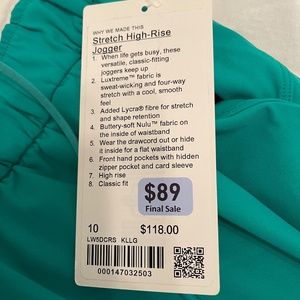 WHY WE MADE THIS
Stretch High-Rise
Jogger
1. When life gets busy, these
versatile, classic-fitting
joggers keep up
2. Luxtreme™ fabric is
sweat-wicking and four-way
stretch with a cool, smooth
feel
3. Added Lycra® fibre for stretch
and shape retention
4. Buttery-soft Nulu™ fabric on
the inside of waistband
5. Wear the drawcord out or hide
it inside for a flat waistband
6. Front hand pockets with hidden
zipper pocket and card sleeve
7. High rise
8. Classic fit
$89
Final Sale
10 $118.00
LW5DCRS KLLG
000147032503